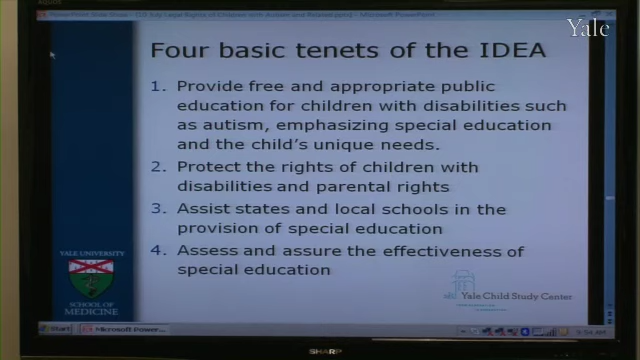 AQUOS
Yale
Four basic tenets of the IDEA
1. Provide free and appropriate public
education for children with disabilities such
as autism, emphasizing special education
and the child's unique needs.
2. Protect the rights of children with
disabilities and parental rights
3. Assist states and local schools in the
provision of special education
4. Assess and assure the effectiveness of
special education
YALE UNIVERSITY
SCHOOL OF
MEDICINE
Yale Child Study Center
Start
Microsoft Power...
SHARP